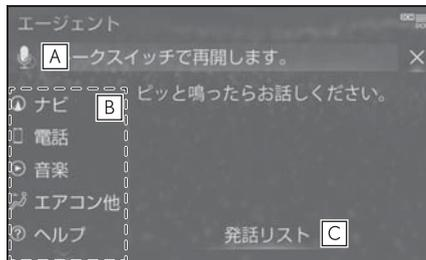 エージェント
A ークスイッチで再開します。
ピッと鳴ったらお話しください。
B
ナビ
電話
音楽
エアコン他
ヘルプ
発話リスト C